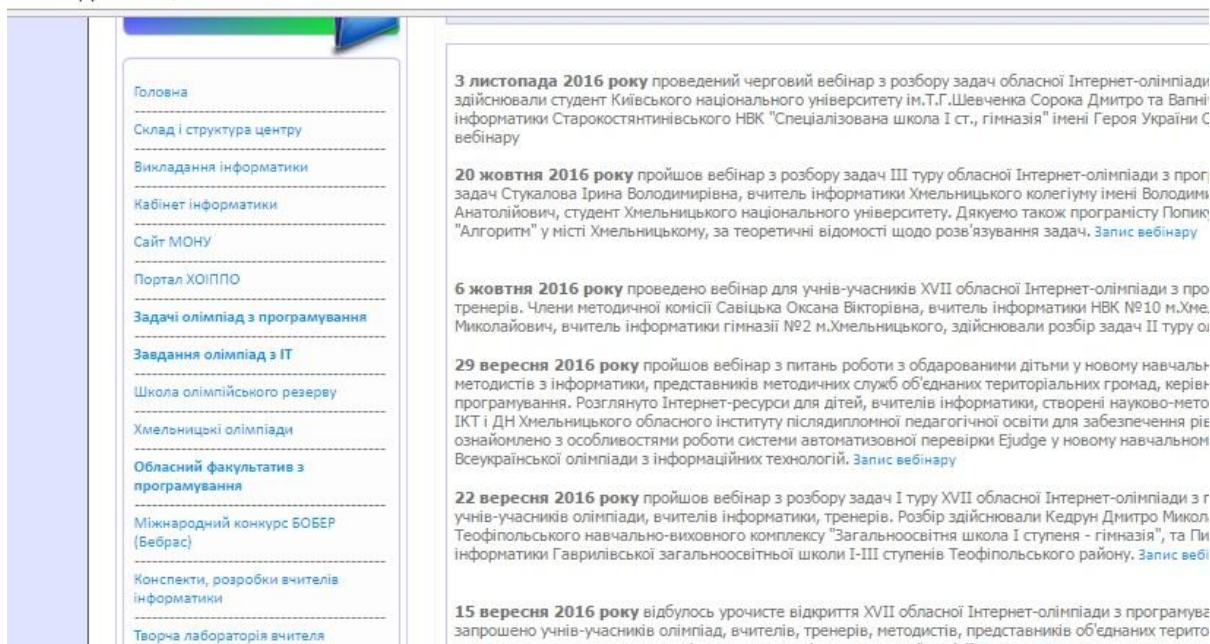 Головна
Склад і структура центру
Викладання інформатики
Кабінет інформатики
Сайт МОНУ
Портал ХОІППО
Задачі олімпіад з програмування
Завдання олімпіад з ІТ
Школа олімпійського резерву
Хмельницькі олімпіади
Обласний факультатив з
програмування
Міжнародний конкурс БОБЕР
(Бебрас)
Конспекти, розробки вчителів
інформатики
Творча лабораторія вчителя
3 листопада 2016 року проведений черговий вебінар з розбору задач обласної Інтернет-олімпіади
здійснювали студент Київського національного університету ім.Т.Г.Шевченка Сорока Дмитро та
інформатики Старокостянтинівського НВК "Спеціалізована школа І ст., гімназія" імені Героя України
вебінару
20 жовтня 2016 року пройшов вебінар з розбору задач ІІІ туру обласної Інтернет-олімпіади з
задач Стукалова Ірина Володимирівна, вчитель інформатики Хмельницького колегіуму імені
Анатолійович, студент Хмельницького національного університету. Дякуємо також програмісту
"Алгоритм" у місті Хмельницькому, за теоретичні відомості щодо розв'язування задач. Запис вебінару
6 жовтня 2016 року проведено вебінар для учнів-учасників XVII обласної Інтернет-олімпіади з
тренерів. Члени методичної комісії Савіцька Оксана Вікторівна, вчитель інформатики НВК №10
Миколайович, вчитель інформатики гімназії №2 м.Хмельницького, здійснювали розбір задач ІІ туру
29 вересня 2016 року пройшов вебінар з питань роботи з обдарованими дітьми у новому
методистів з інформатики, представників методичних служб об'єднаних територіальних громад,
програмування. Розглянуто Інтернет-ресурси для дітей, вчителів інформатики, створені
ІКТ і ДН Хмельницького обласного інституту післядипломної педагогічної освіти для забезпечення
ознайомлено з особливостями роботи системи автоматизовної перевірки Ejudge у новому навчальному
Всеукраїнської олімпіади з інформаційних технологій. Запис вебінару
22 вересня 2016 року пройшов вебінар з розбору задач І туру XVII обласної Інтернет-олімпіади з
учнів-учасників олімпіади, вчителів інформатики, тренерів. Розбір здійснювали Кедрун Дмитро
Теофіпольського навчально-виховного комплексу "Загальноосвітня школа І ступеня - гімназія", та
інформатики Гаврилівської загальноосвітньої школи І-ІІІ ступенів Теофіпольського району. Запис
15 вересня 2016 року відбулось урочисте відкриття XVII обласної Інтернет-олімпіади з
запрошено учнів-учасників олімпіад, вчителів, тренерів, методистів, представників об'єднаних